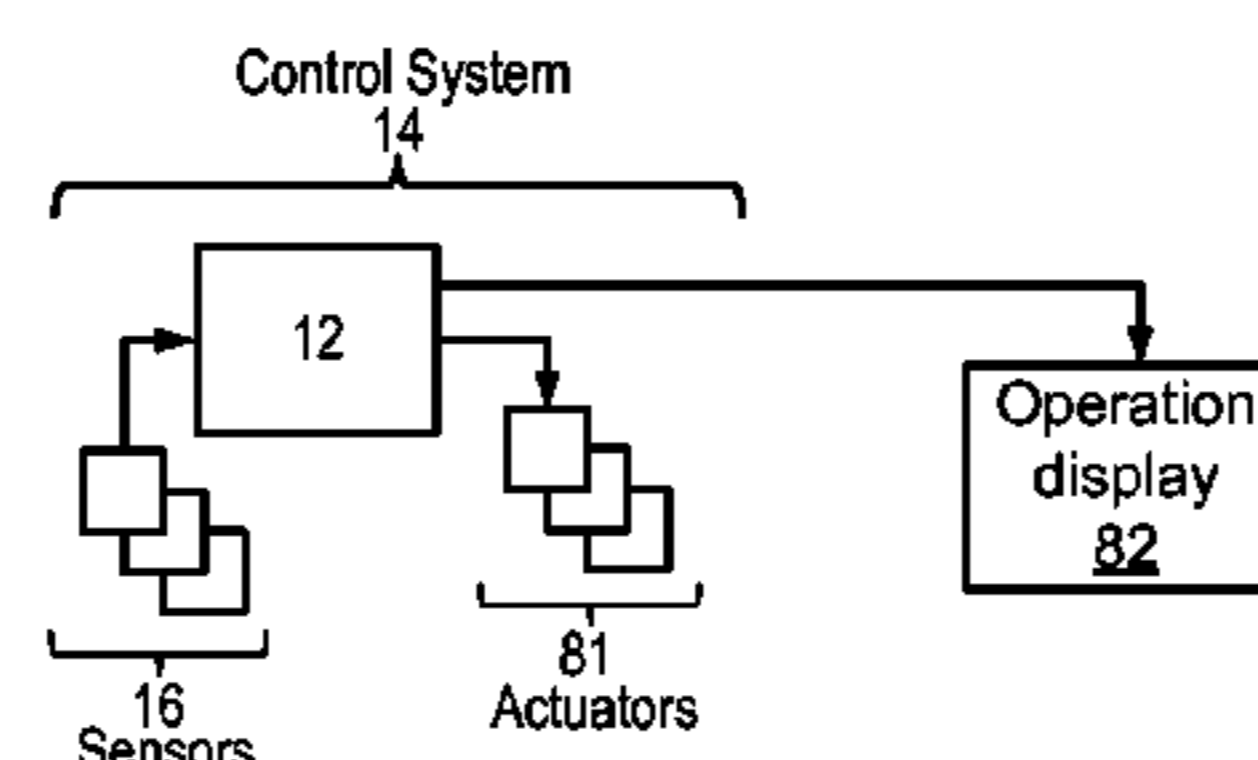 Control System
14
12
Operation
display
82
81
Actuators
16
Sensors